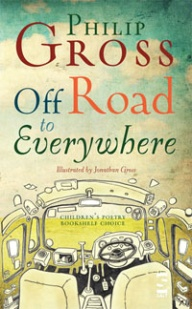 PHILIP
GROSS
Off Road
to
Everywhere
Illustrated by Jonathan Gross
CHILDREN'S POETRY
BOOKSHELF CHOICE